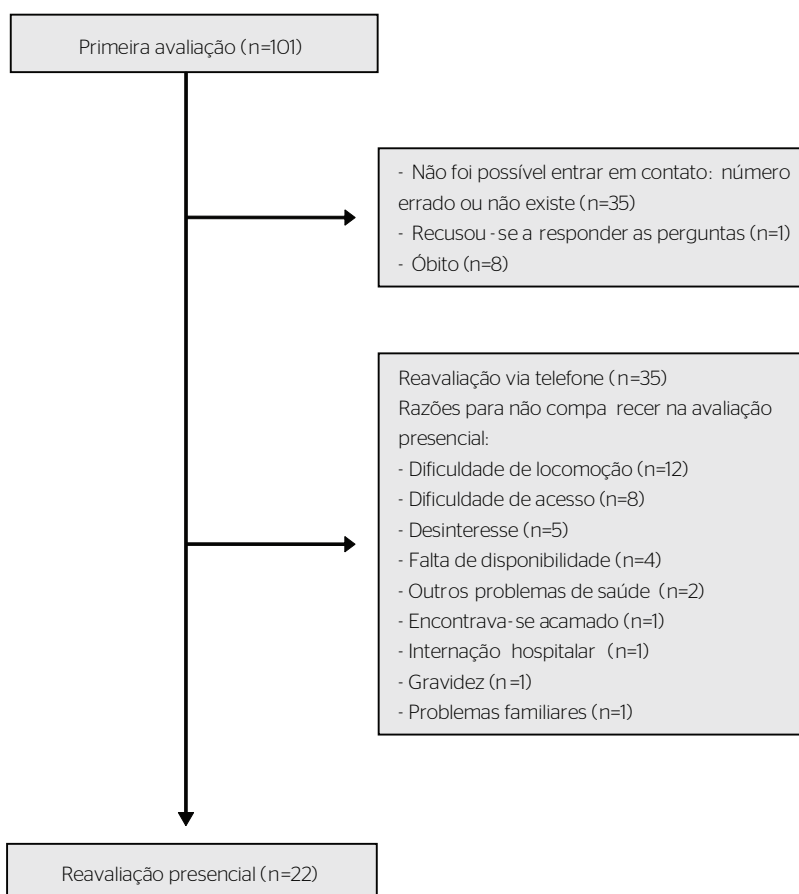 Primeira avaliação (n=101)
- Não foi possível entrar em contato: número
errado ou não existe (n=35)
- Recusou-se a responder as perguntas (n=1)
- Óbito (n=8)
Reavaliação via telefone (n=35)
Razões para não compa recer na avaliação
presencial:
- Dificuldade de locomoção (n=12)
- Dificuldade de acesso (n=8)
- Desinteresse (n=5)
- Falta de disponibilidade (n=4)
- Outros problemas de saúde (n=2)
- Encontrava-se acamado (n=1)
- Internação hospitalar (n=1)
- Gravidez (n=1)
- Problemas familiares (n=1)
Reavaliação presencial (n=22)